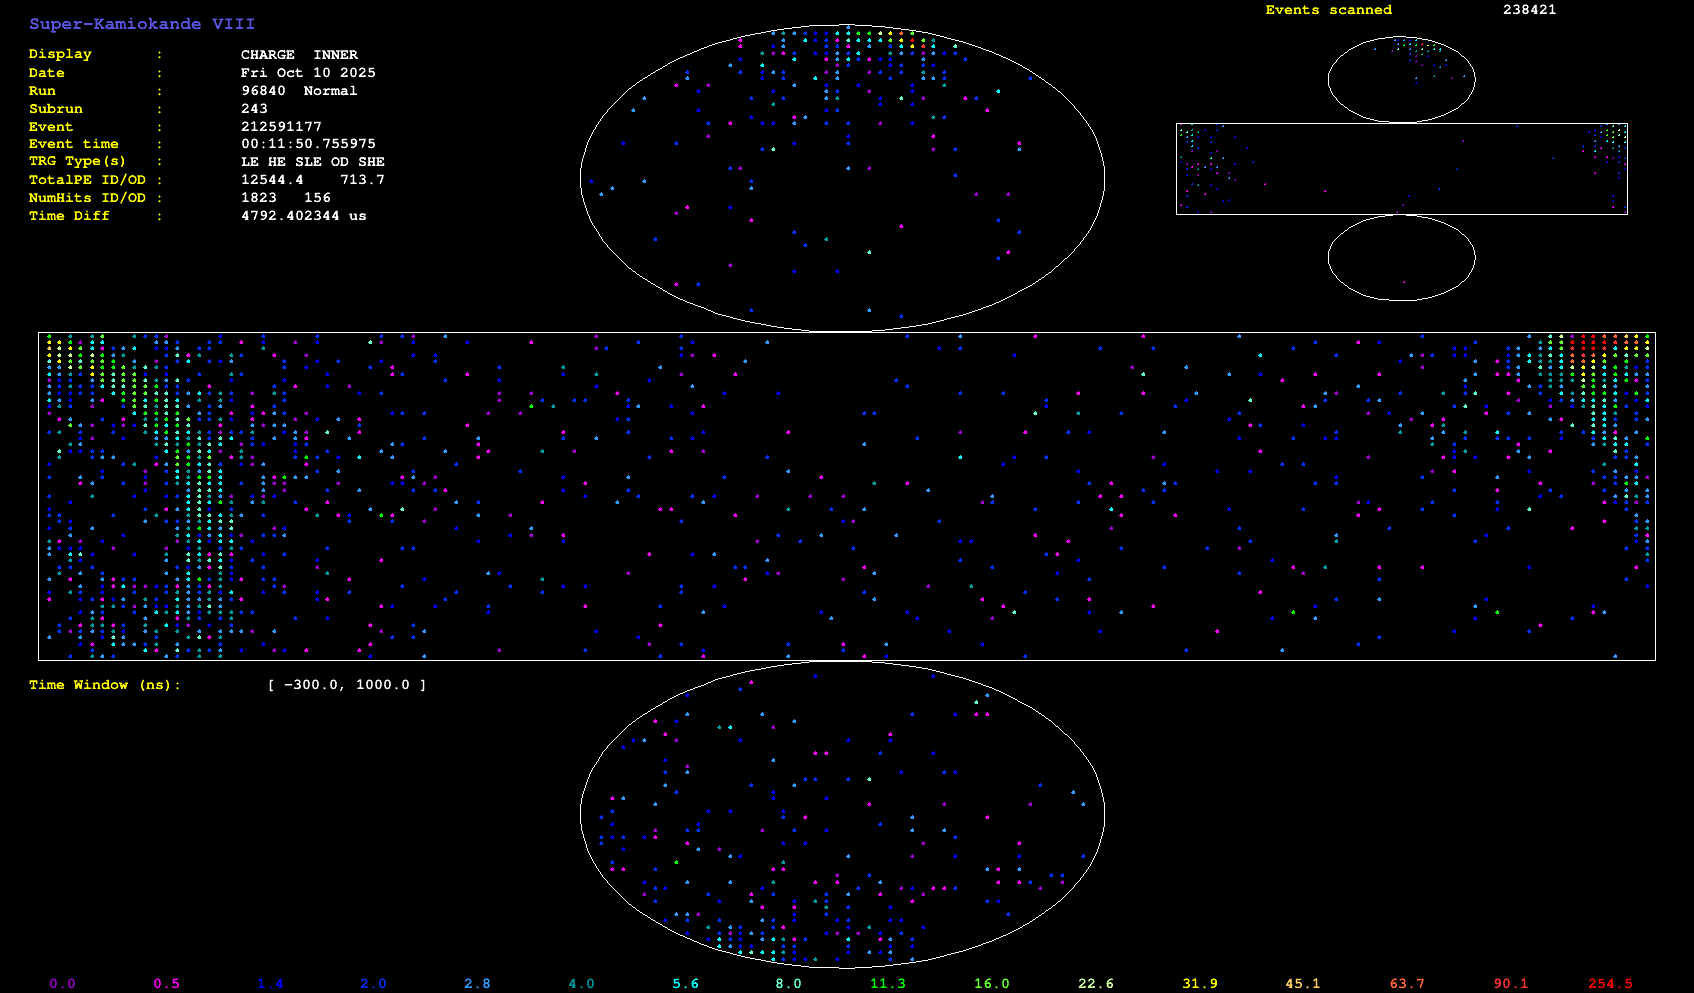 Super-Kamiokande VIII
Display : CHARGE INNER
Date : Fri Oct 10 2025
Run : 96840 Normal
Subrun : 243
Event : 212591177
Event time : 00:11:50.755975
TRG Type(s) : LE HE SLE OD SHE
TotalPE ID/OD : 12544.4 713.7
NumHits ID/OD : 1823 156
Time Diff : 4792.402344 us
Events scanned 238421
Time Window (ns): [ -300.0, 1000.0 ]
0.0 0.5 1.4 2.0 2.8 4.0 5.6 8.0 11.3 16.0 22.6 31.9 45.1 63.7 90.1 254.5